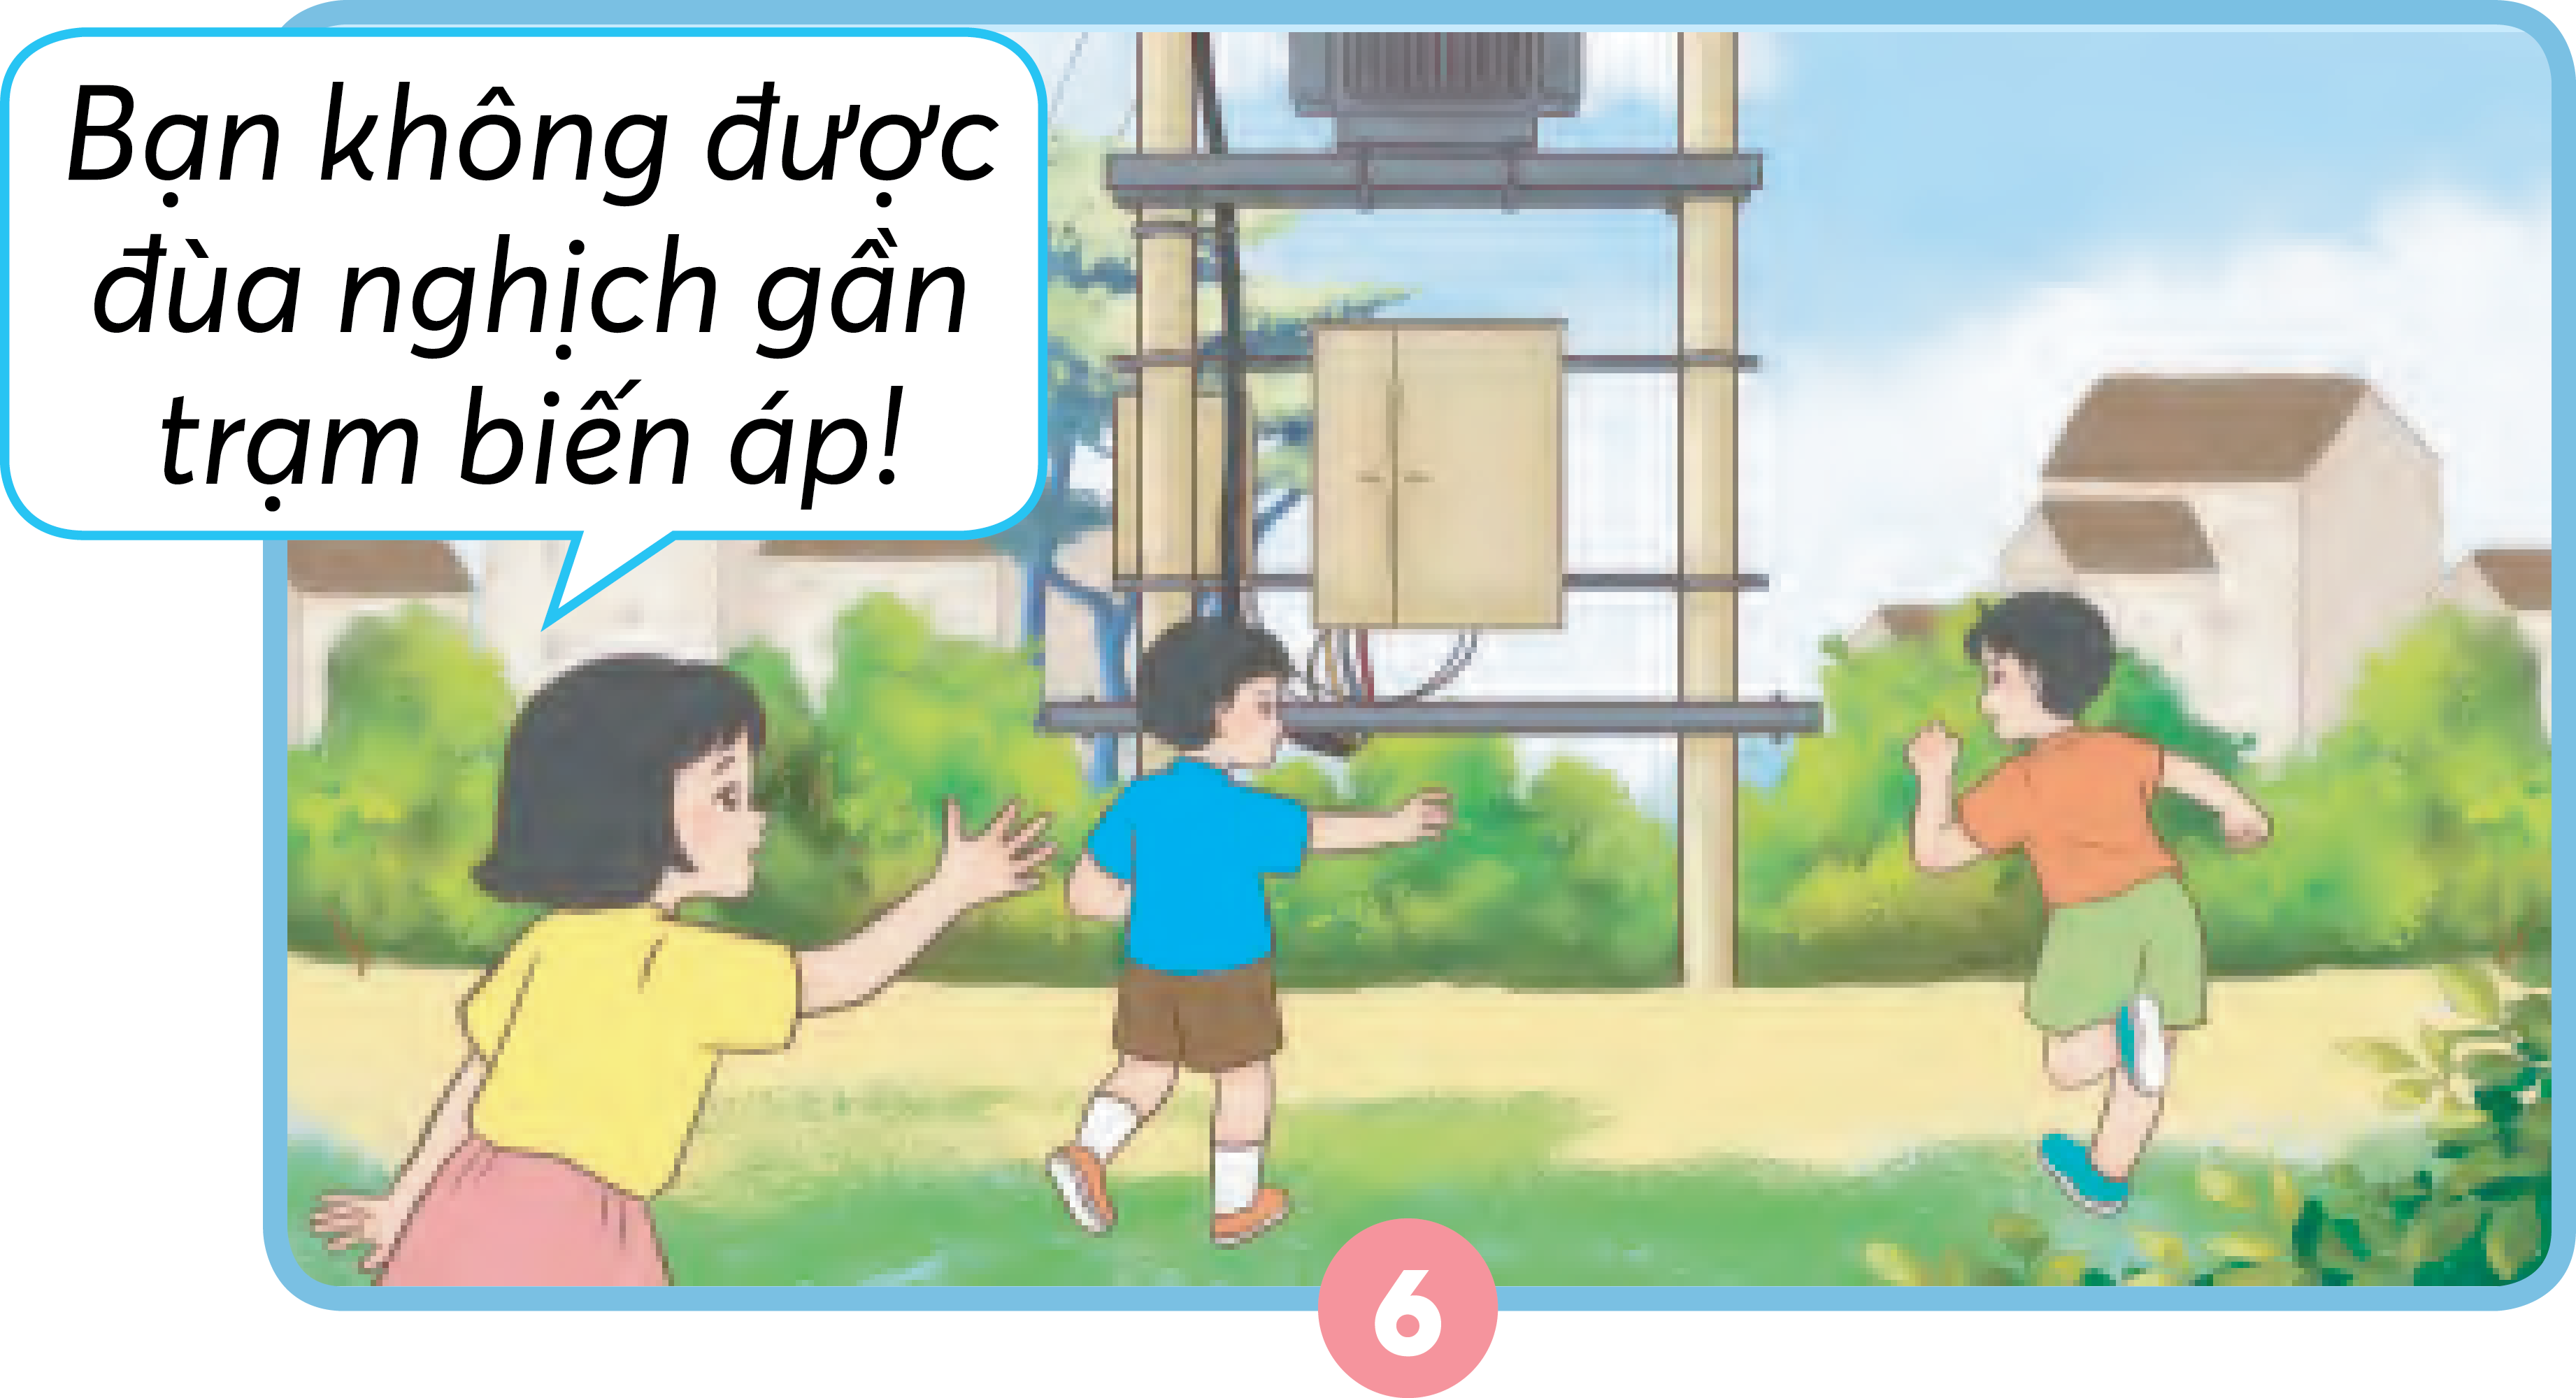 Bạn không được
đùa nghịch gần
trạm biến áp!
6